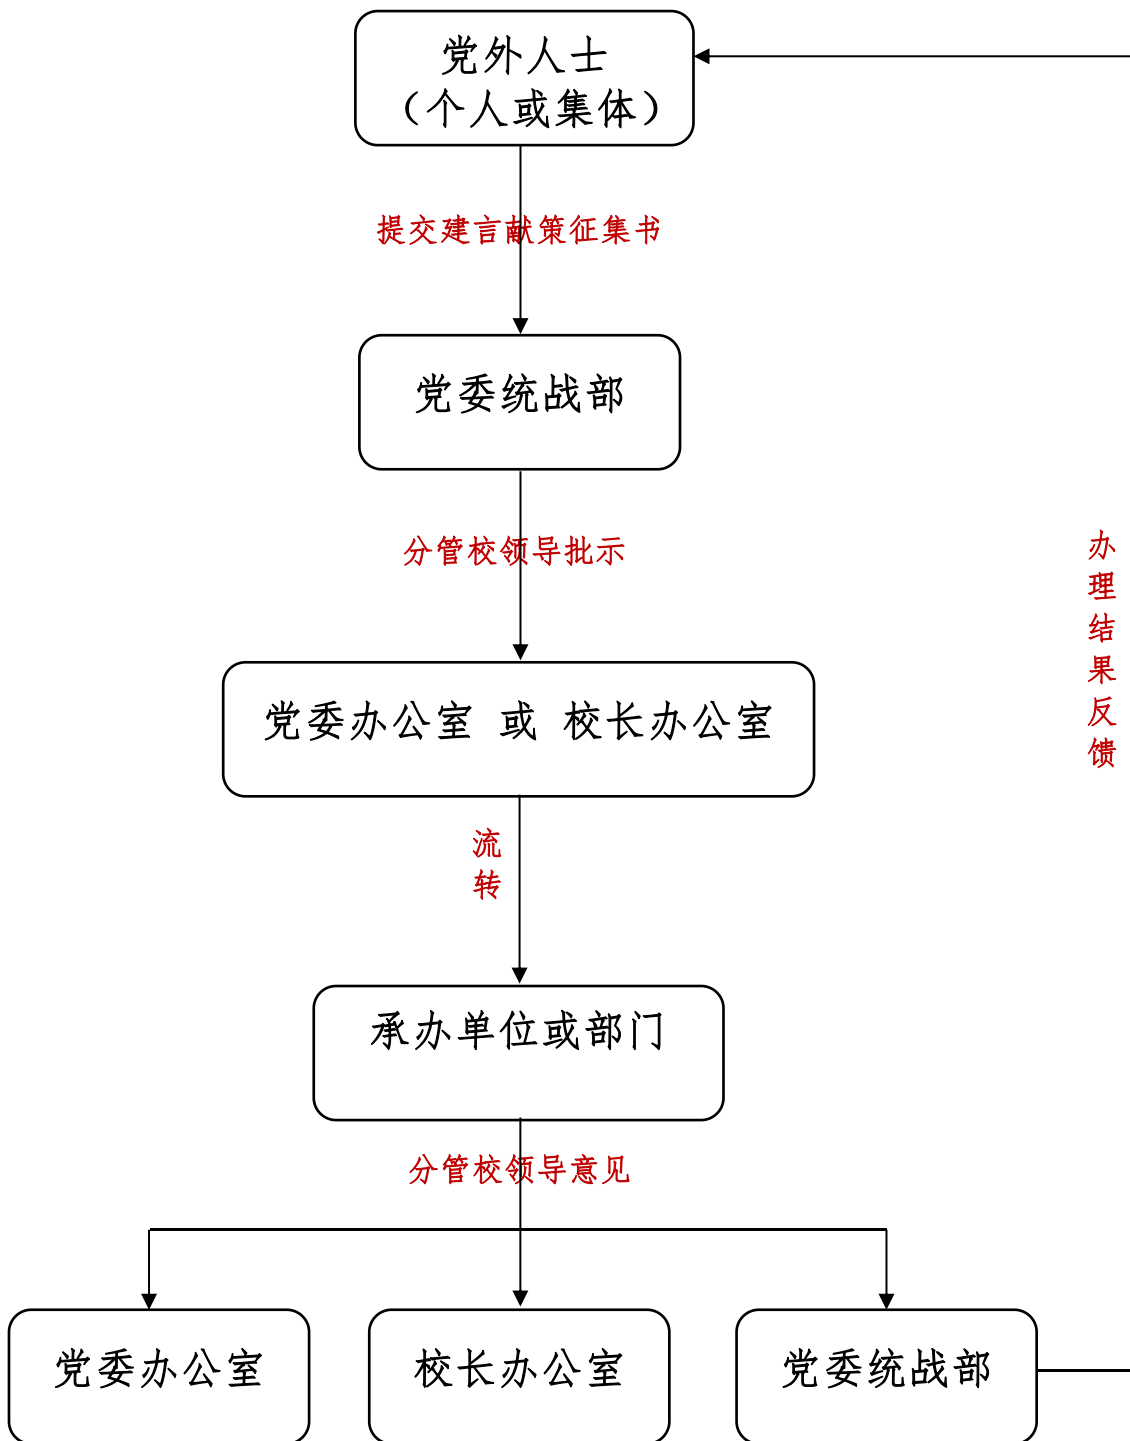 党外人士
（个人或集体）
提交建言献策征集书
党委统战部
分管校领导批示
党委办公室 或 校长办公室
流
转
承办单位或部门
分管校领导意见
党委办公室
校长办公室
党委统战部
办
理
结
果
反
馈